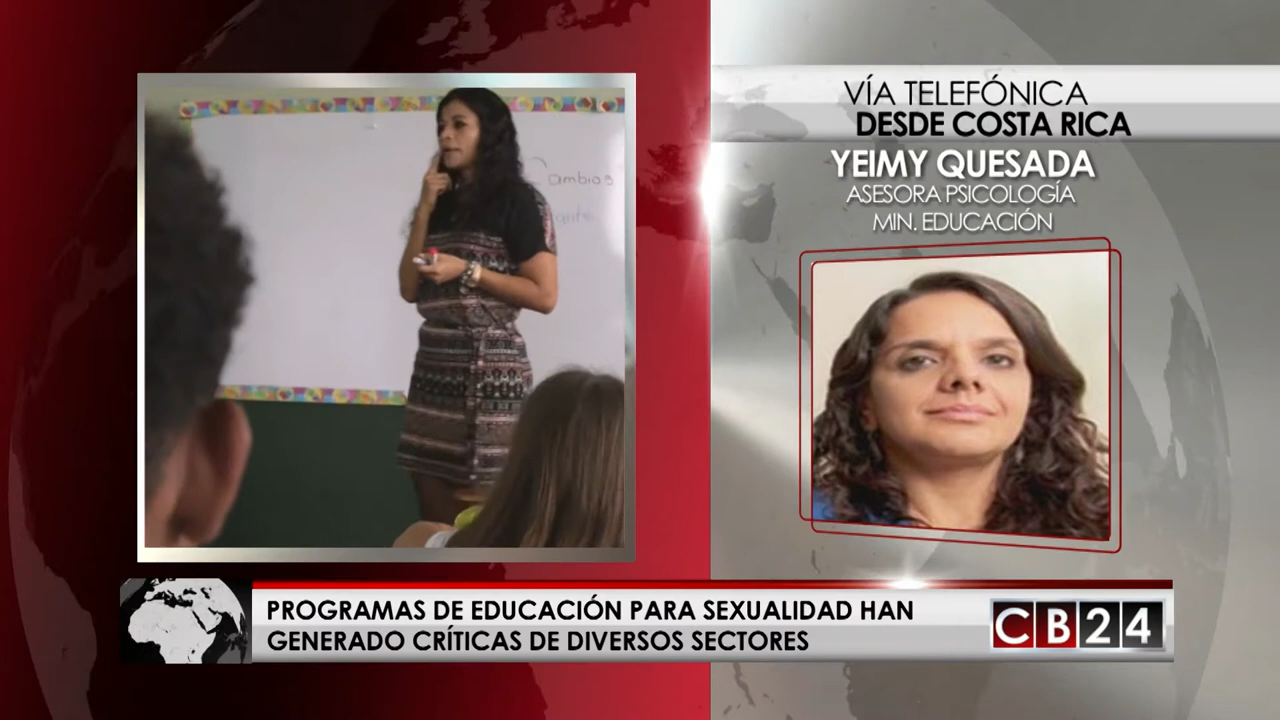 Cambios
VÍA TELEFÓNICA
DESDE COSTA RICA
YEIMY QUESADA
ASESORA PSICOLOGÍA
MIN. EDUCACIÓN
PROGRAMAS DE EDUCACIÓN PARA SEXUALIDAD HAN
GENERADO CRÍTICAS DE DIVERSOS SECTORES
CB24